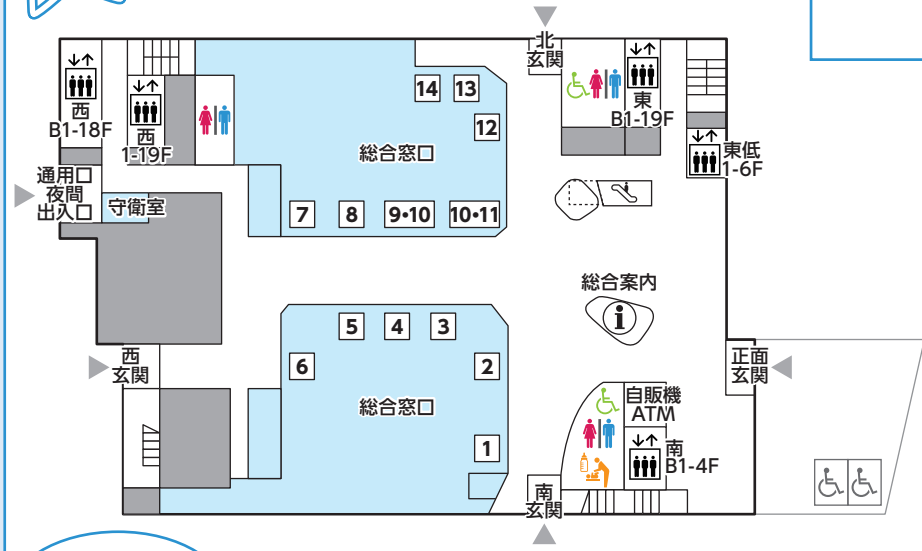 北
玄関
西
B1-18F
西
1-19F
東
B1-19F
東低
1-6F
14
13
12
総合窓口
通用口
夜間
出入口
守衛室
7
8
9•10
10•11
総合案内
i
5
4
3
6
2
西
玄関
正面
玄関
総合窓口
自販機
ATM
1
南
B1-4F
南
玄関